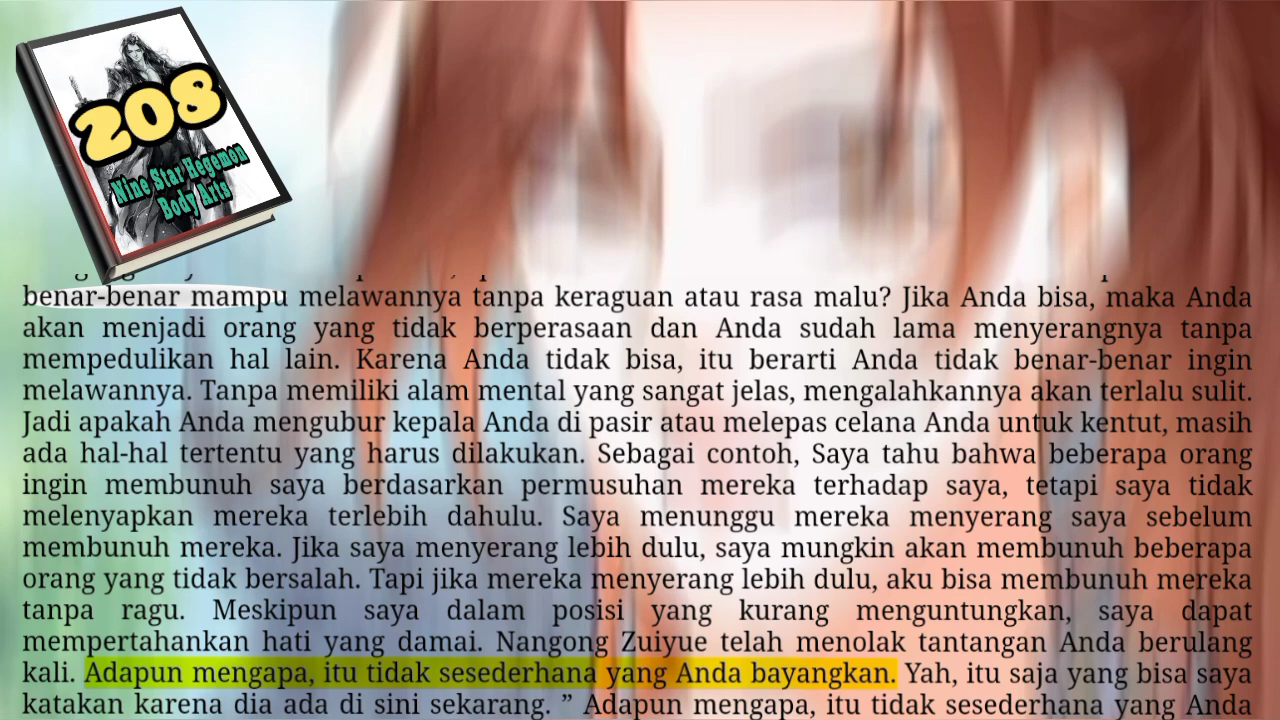 208
Nine Star Hegemon
Body Arts
benar-benar mampu melawannya tanpa keraguan atau rasa malu? Jika Anda bisa, maka Anda
akan menjadi orang yang tidak berperasaan dan Anda sudah lama menyerangnya tanpa
mempedulikan hal lain. Karena Anda tidak bisa, itu berarti Anda tidak benar-benar ingin
melawannya. Tanpa memiliki alam mental yang sangat jelas, mengalahkannya akan terlalu sulit.
Jadi apakah Anda mengubur kepala Anda di pasir atau melepas celana Anda untuk kentut, masih
ada hal-hal tertentu yang harus dilakukan. Sebagai contoh, Saya tahu bahwa beberapa orang
ingin membunuh saya berdasarkan permusuhan mereka terhadap saya, tetapi saya tidak
melenyapkan mereka terlebih dahulu. Saya menunggu mereka menyerang saya sebelum
membunuh mereka. Jika saya menyerang lebih dulu, saya mungkin akan membunuh beberapa
orang yang tidak bersalah. Tapi jika mereka menyerang lebih dulu, aku bisa membunuh mereka
tanpa ragu. Meskipun saya dalam posisi yang kurang menguntungkan, saya dapat
mempertahankan hati yang damai. Nangong Zuiyue telah menolak tantangan Anda berulang
kali. Adapun mengapa, itu tidak sesederhana yang Anda bayangkan. Yah, itu saja yang bisa saya
katakan karena dia ada di sini sekarang. ” Adapun mengapa, itu tidak sesederhana yang Anda